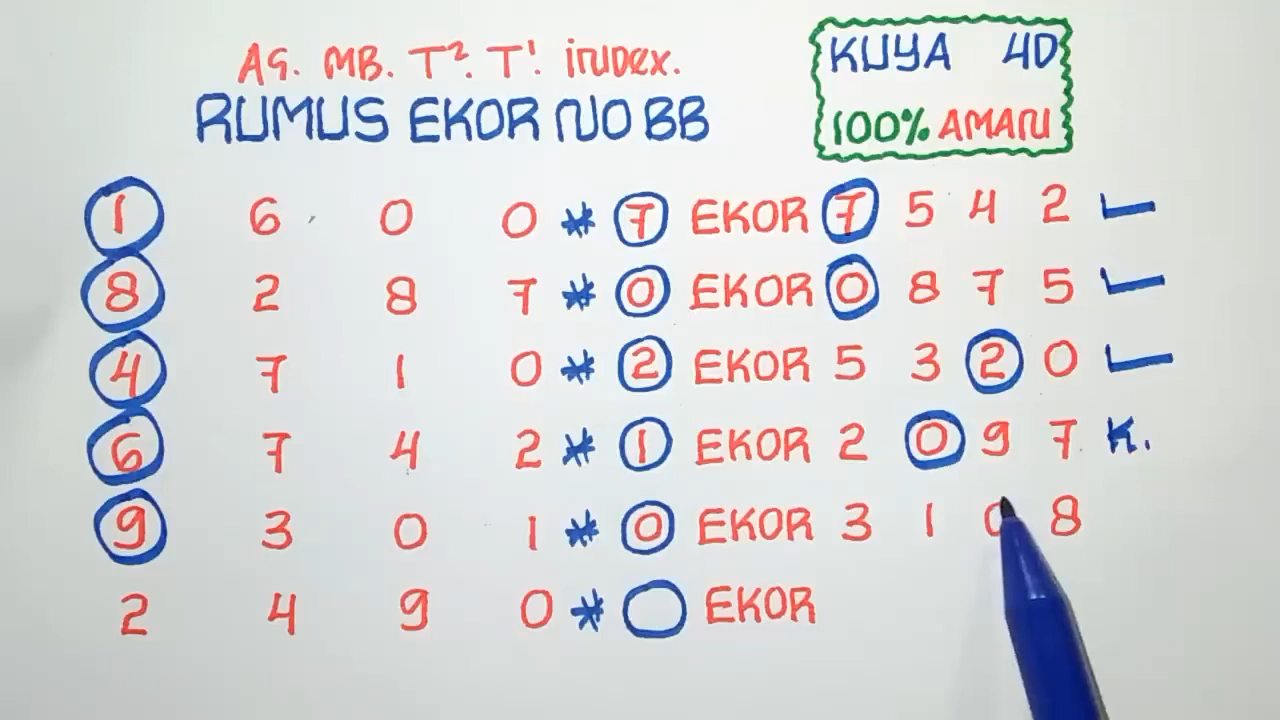 AS. MB. T². T¹. index.
RUMUS EKOR NO BB
KUYA 4D
100% AMAN
1 6 0 0 * 7 EKOR 7 5 4 2
8 2 8 7 * 0 EKOR 0 8 7 5
4 7 1 0 * 2 EKOR 5 3 2 0
6 7 4 2 * 1 EKOR 2 0 9 7 K.
9 3 0 1 * 0 EKOR 3 1 0 8
2 4 9 0 * EKOR